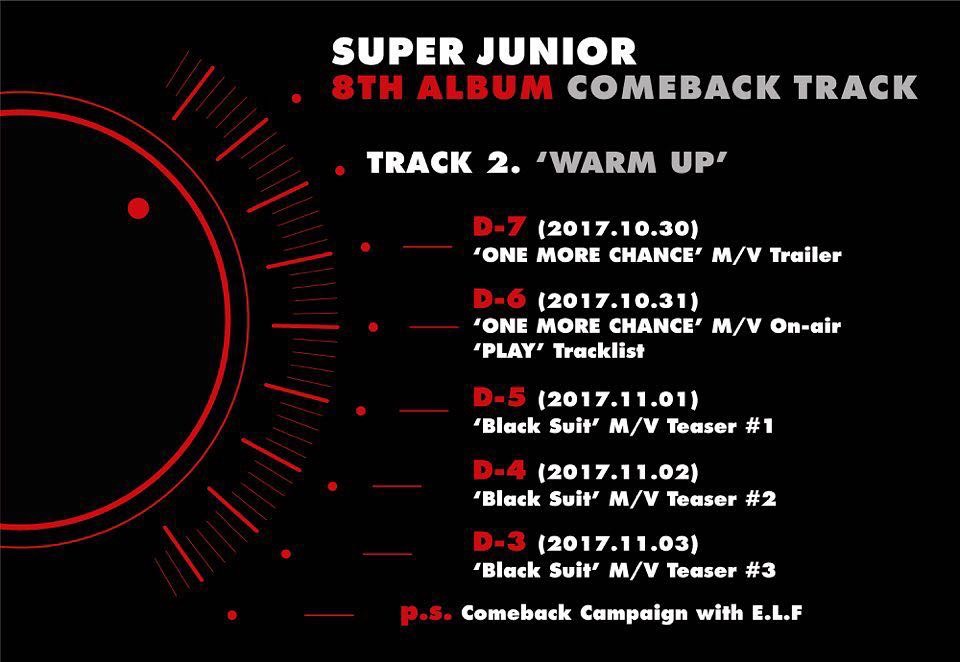 SUPER JUNIOR
8TH ALBUM COMEBACK TRACK
TRACK 2. ‘WARM UP’
D-7 (2017.10.30)
‘ONE MORE CHANCE’ M/V Trailer
D-6 (2017.10.31)
‘ONE MORE CHANCE’ M/V On-air
‘PLAY’ Tracklist
D-5 (2017.11.01)
‘Black Suit’ M/V Teaser #1
D-4 (2017.11.02)
‘Black Suit’ M/V Teaser #2
D-3 (2017.11.03)
‘Black Suit’ M/V Teaser #3
p.s. Comeback Campaign with E.L.F